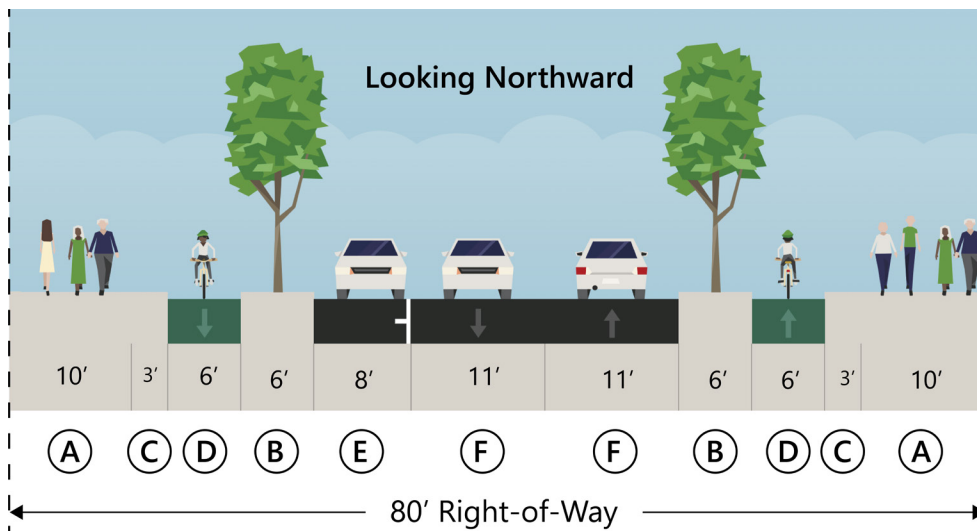 Looking Northward
10’ 3’ 6’ 6’ 8’ 11’ 11’ 6’ 6’ 3’ 10’
A C D B E F F B D C A
80’ Right-of-Way